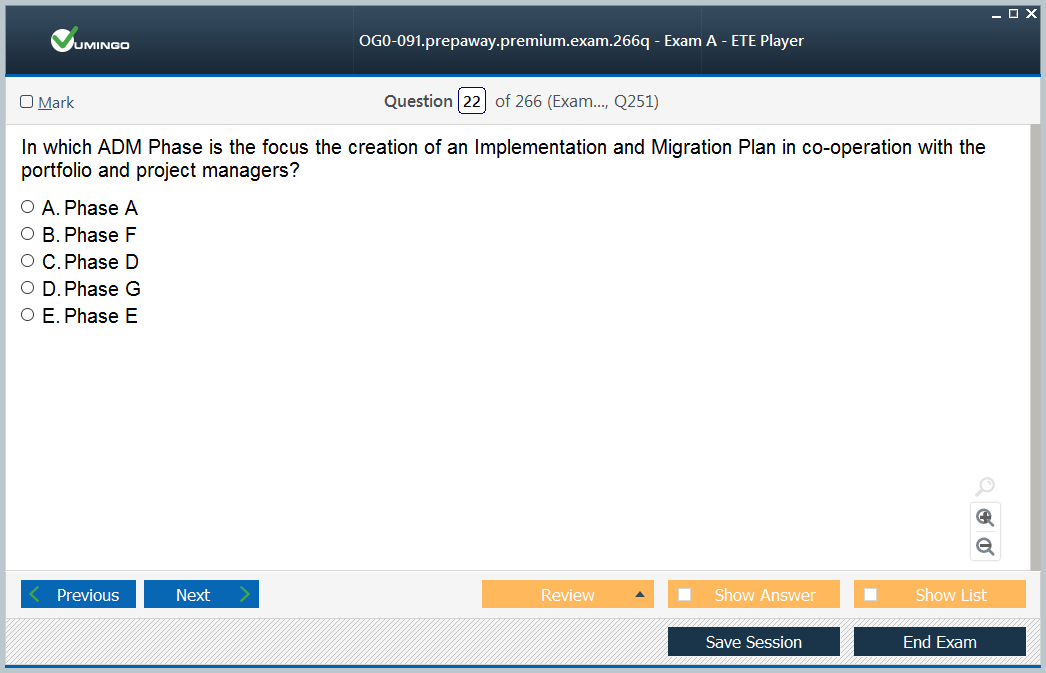 VUMINGO
OG0-091.prepaway.premium.exam.266q - Exam A - ETE Player
Mark
Question 22 of 266 (Exam..., Q251)
In which ADM Phase is the focus the creation of an Implementation and Migration Plan in co-operation with the
portfolio and project managers?
A. Phase A
B. Phase F
C. Phase D
D. Phase G
E. Phase E
Previous
Next
Review
Show Answer
Show List
Save Session
End Exam